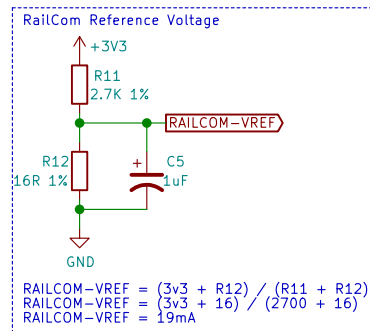 RailCom Reference Voltage
+3V3
R11
2.7K 1%
RAILCOM-VREF
R12
16R 1%
+
C5
1uF
GND
RAILCOM-VREF = (3v3 + R12) / (R11 + R12)
RAILCOM-VREF = (3v3 + 16) / (2700 + 16)
RAILCOM-VREF = 19mA